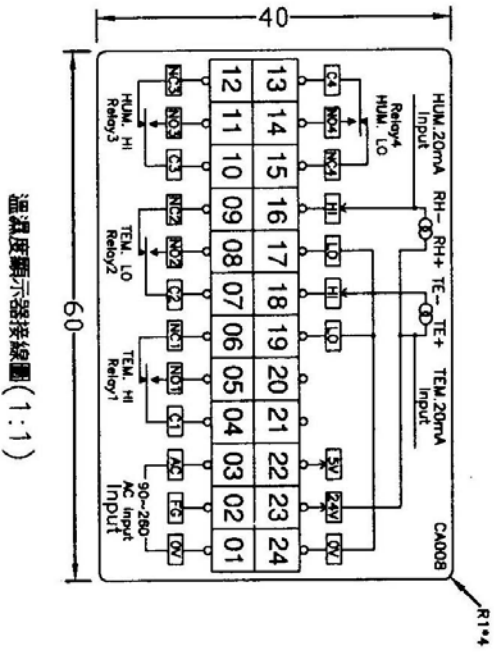 R1*4
CA008
HUM.20mA
Input
RH- RH+ TE- TE+
TEM.20mA
Input
Relay4
HUM. LO
C4 NO4 NC4 HI LO HI LO 5V 24V 0V
13 14 15 16 17 18 19 20 21 22 23 24
12 11 10 09 08 07 06 05 04 03 02 01
NC3 NO3 C3 NC2 NO2 C2 NC1 NO1 C1 AC FG 0V
HUM. HI
Relay3
TEM. LO
Relay2
TEM. HI
Relay1
90~260
AC Input
Input
40
60
溫濕度顯示器接線圖(1:1)